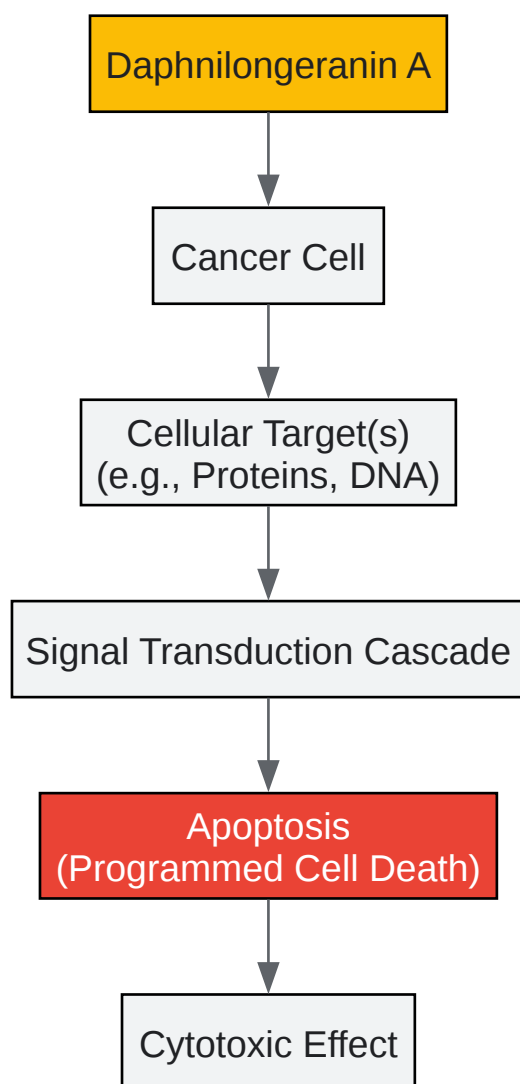 Daphnilongeranin A
Cancer Cell
Cellular Target(s)
(e.g., Proteins, DNA)
Signal Transduction Cascade
Apoptosis
(Programmed Cell Death)
Cytotoxic Effect